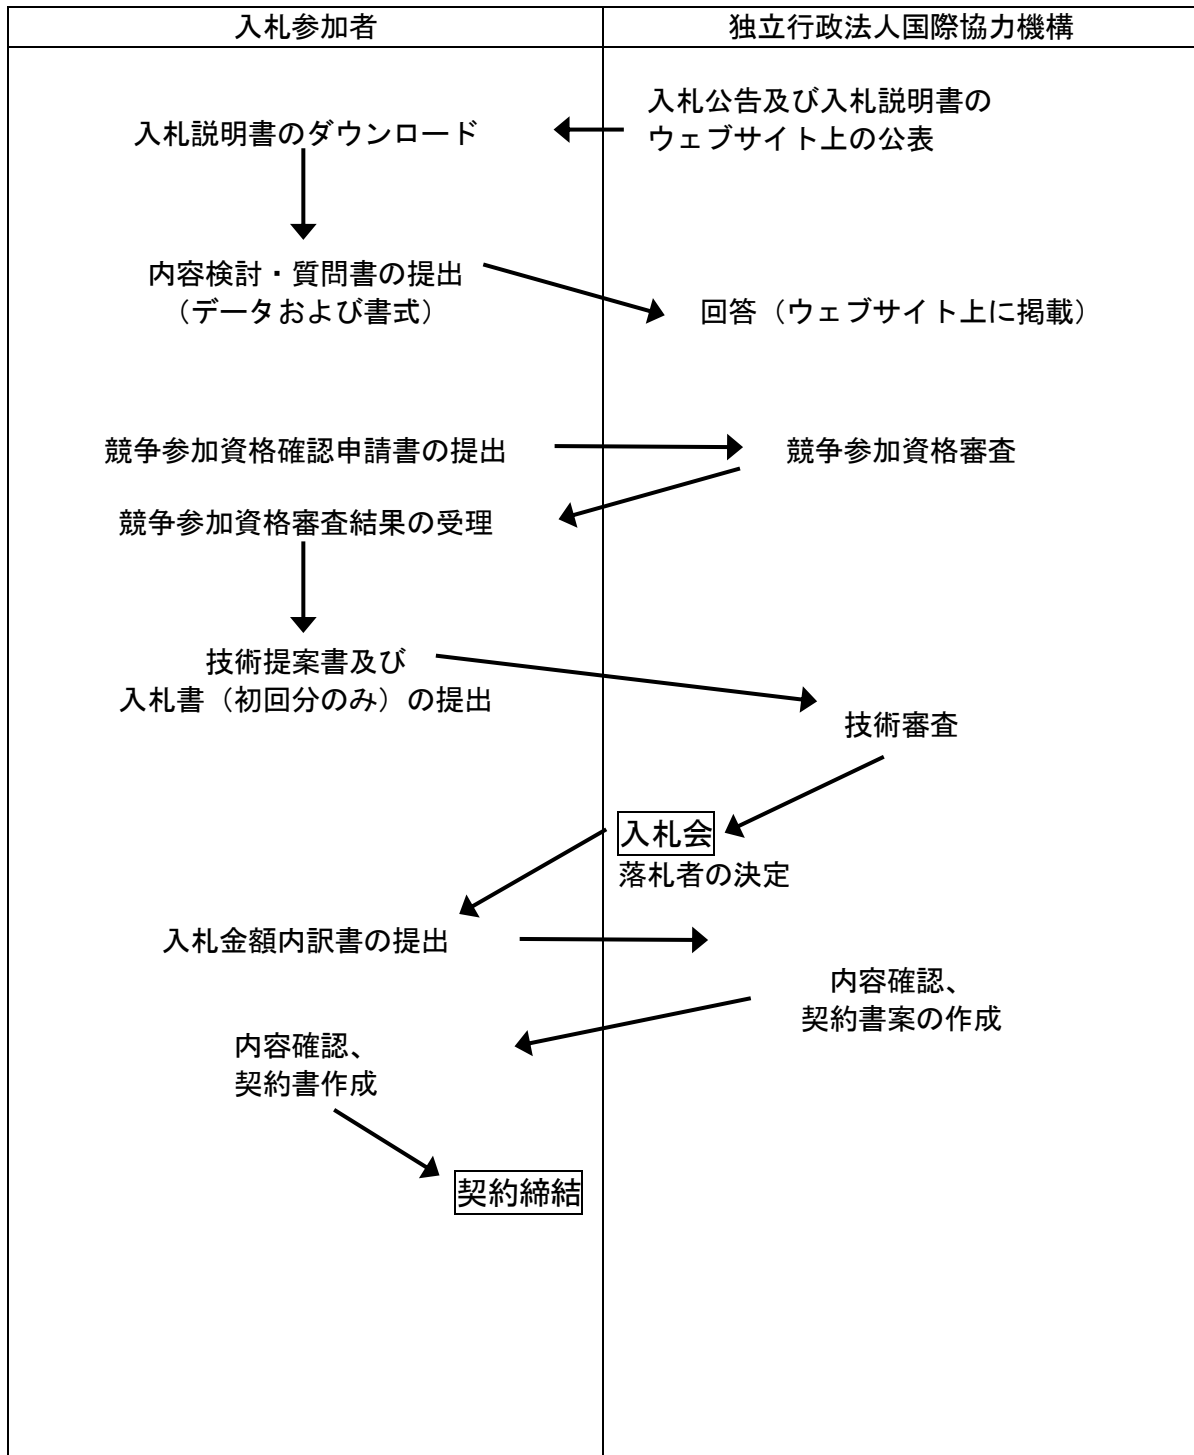 入札参加者
独立行政法人国際協力機構
入札公告及び入札説明書の
ウェブサイト上の公表
入札説明書のダウンロード
内容検討・質問書の提出
（データおよび書式）
回答（ウェブサイト上に掲載）
競争参加資格確認申請書の提出
競争参加資格審査
競争参加資格審査結果の受理
技術提案書及び
入札書（初回分のみ）の提出
技術審査
入札会
落札者の決定
入札金額内訳書の提出
内容確認、
契約書案の作成
内容確認、
契約書作成
契約締結